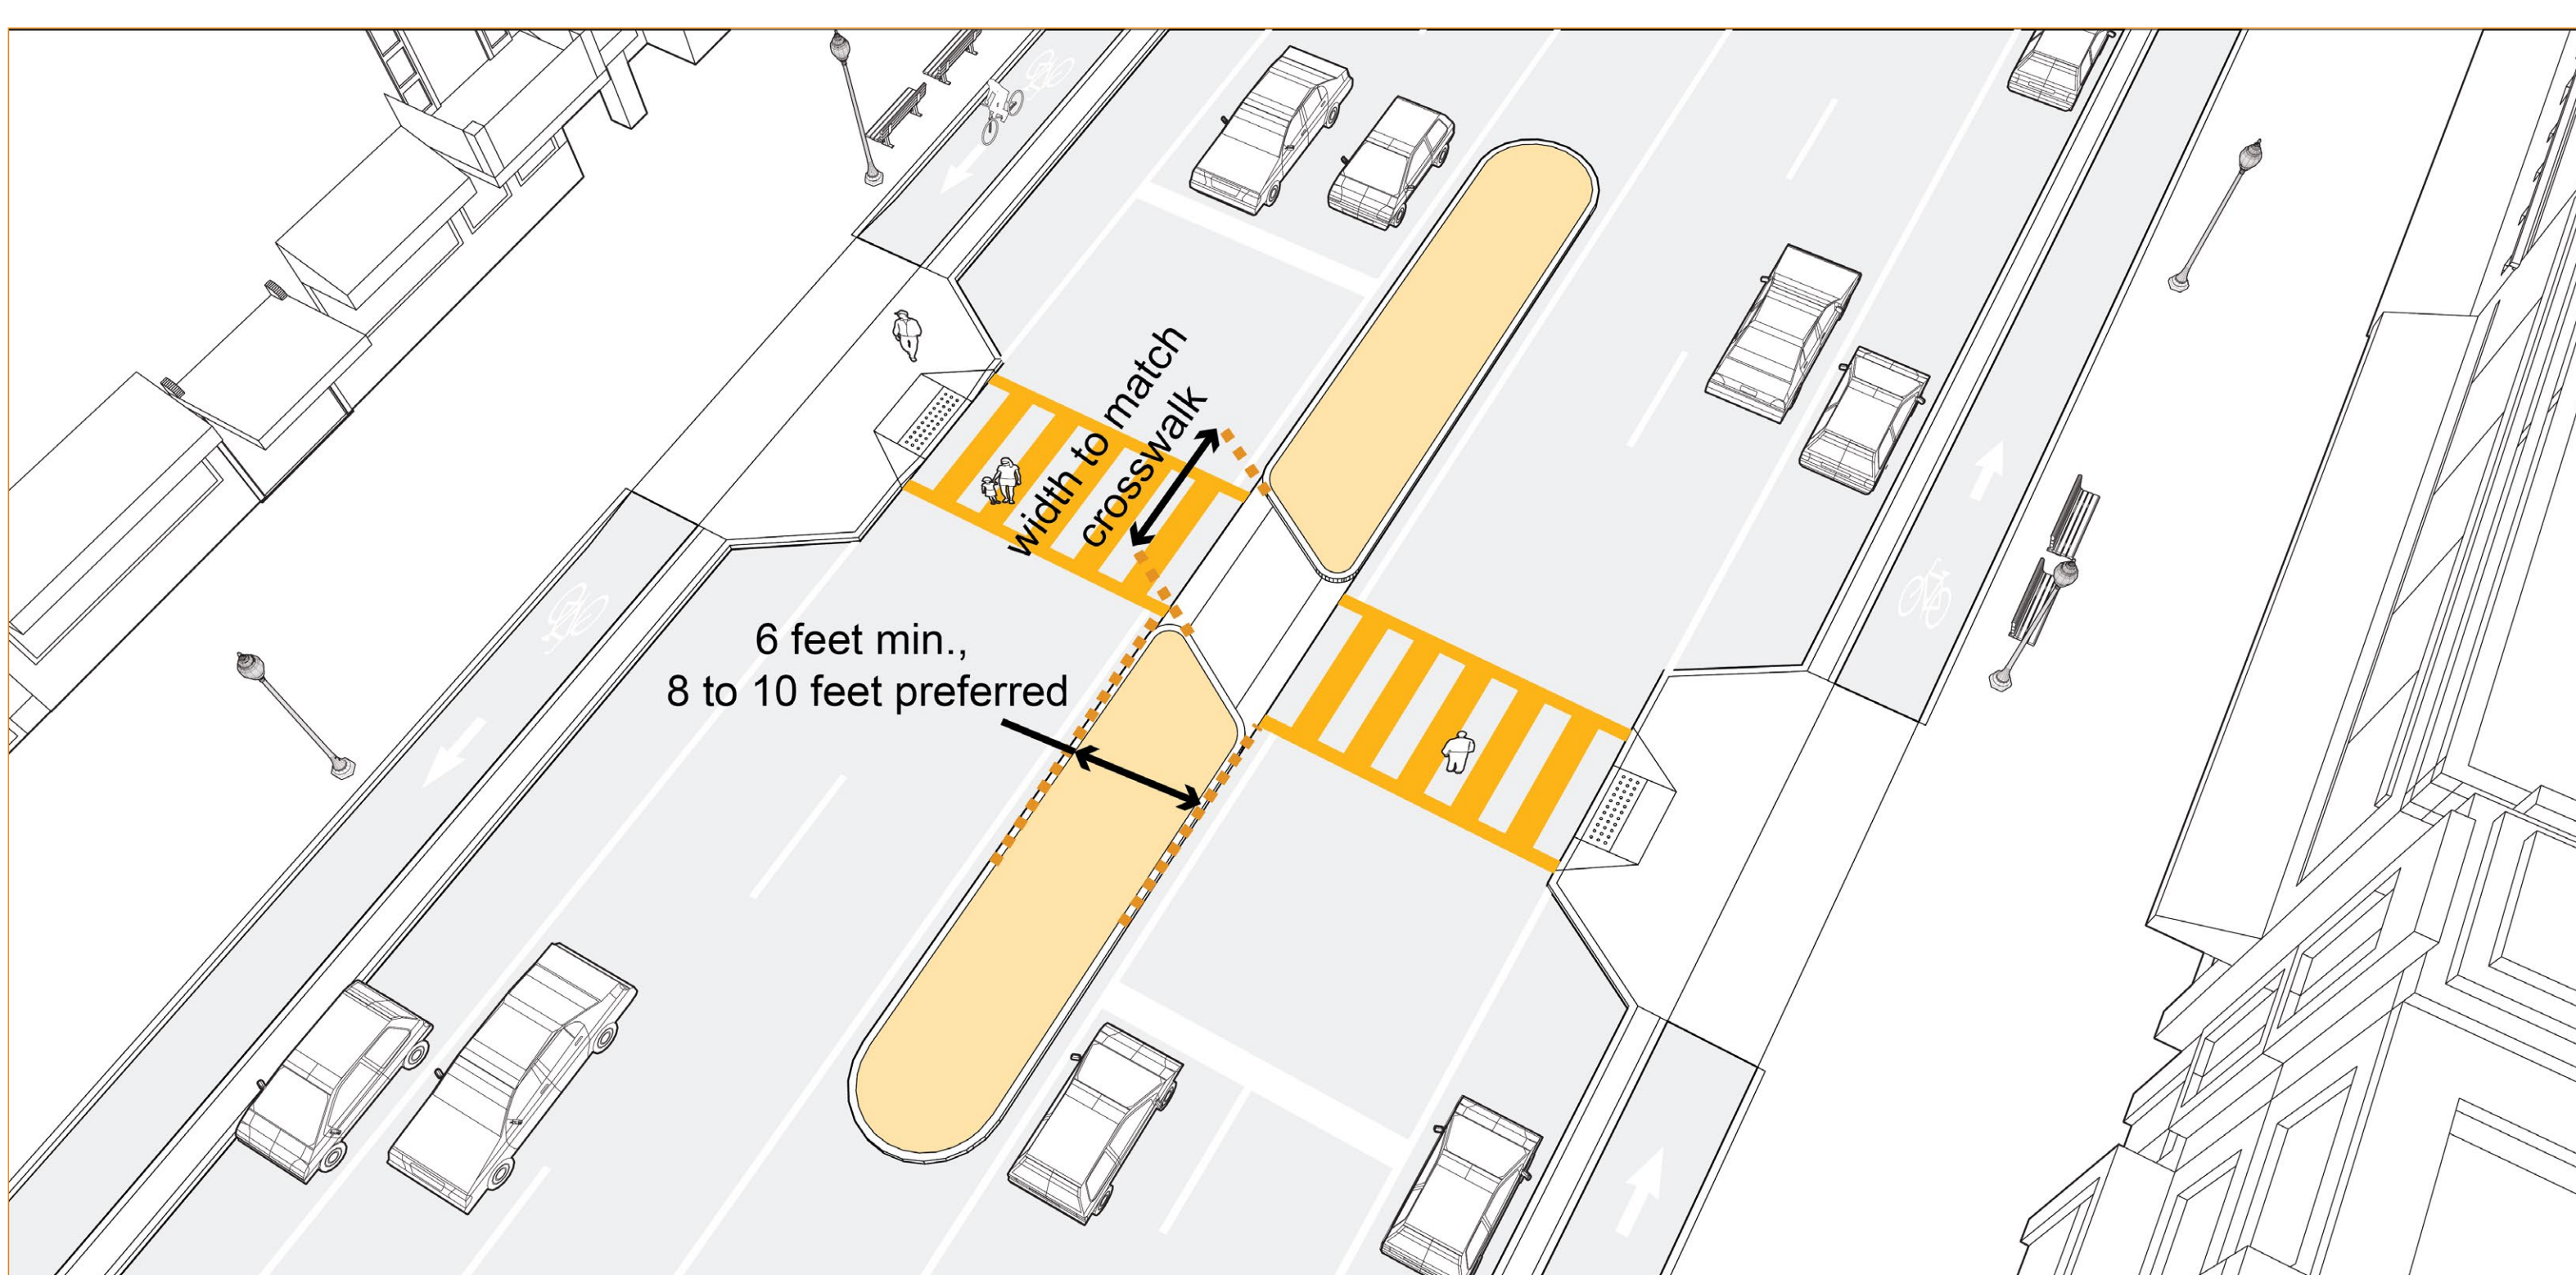 width to match
crosswalk
6 feet min.,
8 to 10 feet preferred